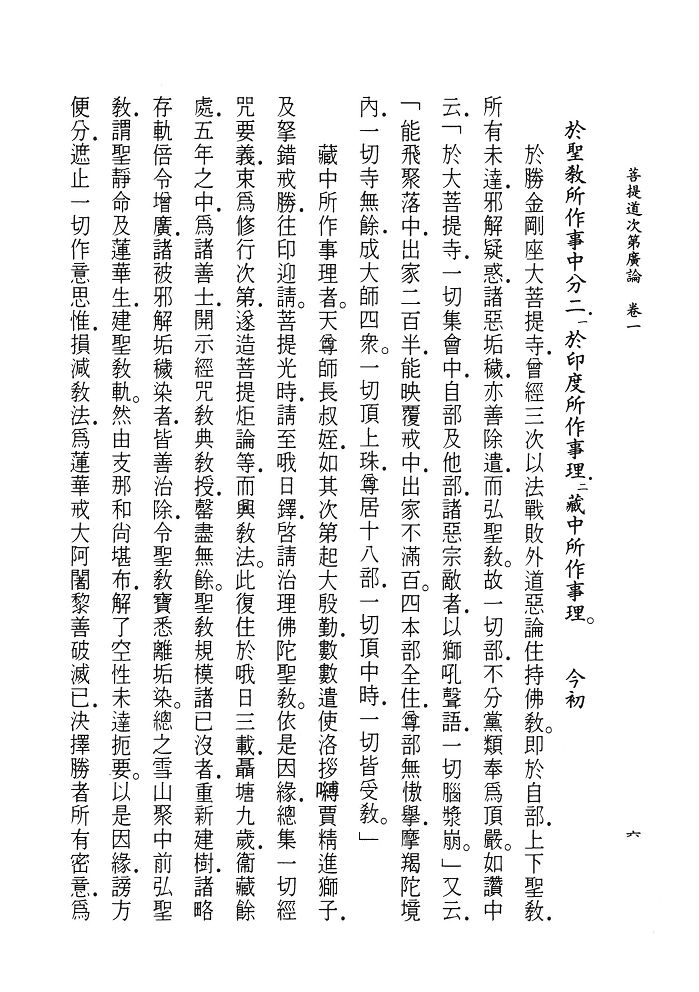 菩提道次第廣論　卷一
六
於聖教所作事中分二．一於印度所作事理．二藏中所作事理。　今初
於勝金剛座大菩提寺．曾經三次以法戰敗外道惡論住持佛教。即於自部．上下聖教．
所有未達．邪解疑惑．諸惡垢穢．亦善除遣．而弘聖教。故一切部．不分黨類奉爲頂嚴。如讚中
云．「於大菩提寺．一切集會中．自部及他部．諸惡宗敵者．以獅吼聲語．一切腦漿崩。」又云．
「能飛聚落中．出家二百半．能映覆戒中．出家不滿百。四本部全住．尊部無慠擧．摩羯陀境
內．一切寺無餘．成大師四衆。一切頂上珠．尊居十八部．一切頂中時．一切皆受教。」
藏中所作事理者。天尊師長叔姪．如其次第．起大殷勤．數數遣使洛拶嚩賈精進獅子．
及拏錯戒勝．往印迎請。菩提光時．請至哦日鐸．啓請治理佛陀聖教。依是因緣．總集一切經
咒要義．束爲修行次第．遂造菩提炬論等．而興教法。此復住於哦日三載．聶塘九歲．衞藏餘
處．五年之中．爲諸善士．開示經咒教典教授．罄盡無餘。聖教規模諸已沒者．重新建樹．諸略
存軌．倍令增廣．諸被邪解垢穢染者．皆善治除．令聖教寶．悉離垢染。總之雪山聚中．前弘聖
教．謂聖靜命及蓮華生．建聖教軌。然由支那和尚堪布．解了空性未達扼要。以是因緣．謗方
便分．遮止一切作意思惟．損減教法．爲蓮華戒大阿闍黎善破滅已．決擇勝者所有密意．爲